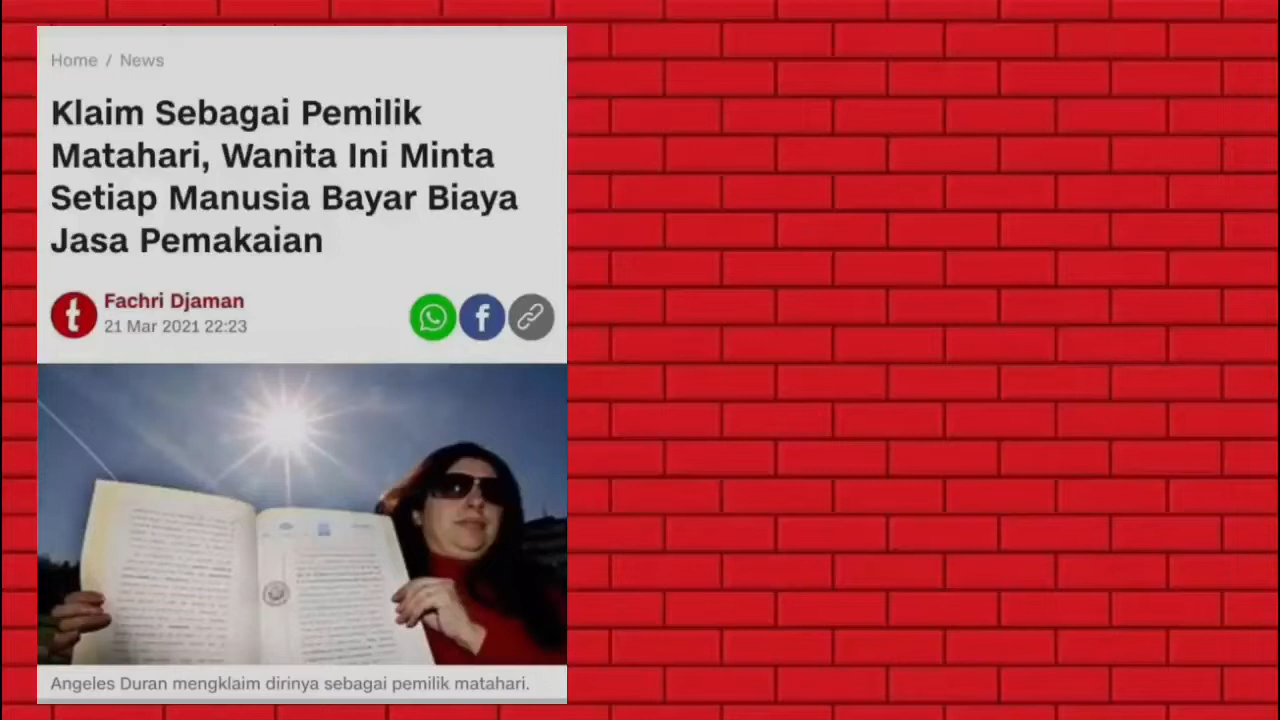 Home / News
Klaim Sebagai Pemilik
Matahari, Wanita Ini Minta
Setiap Manusia Bayar Biaya
Jasa Pemakaian
t
Fachri Djaman
21 Mar 2021 22:23
Angeles Duran mengklaim dirinya sebagai pemilik matahari.